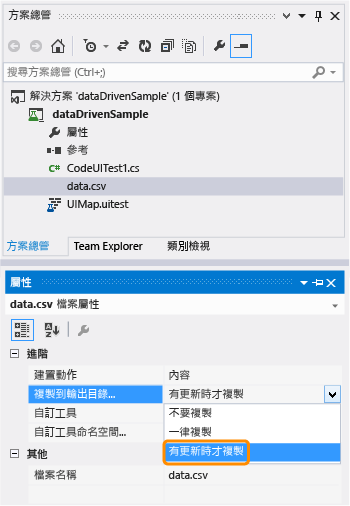 方案總管
搜尋方案總管 (Ctrl+;)
解決方案 'dataDrivenSample' (1 個專案)
dataDrivenSample
屬性
參考
C# CodeUITest1.cs
data.csv
UIMap.uitest
方案總管 Team Explorer 類別檢視
屬性
data.csv 檔案屬性
進階
建置動作 內容
複製到輸出目錄... 有更新時才複製
自訂工具 不要複製
自訂工具命名空間... 一律複製
有更新時才複製
其他
檔案名稱 data.csv